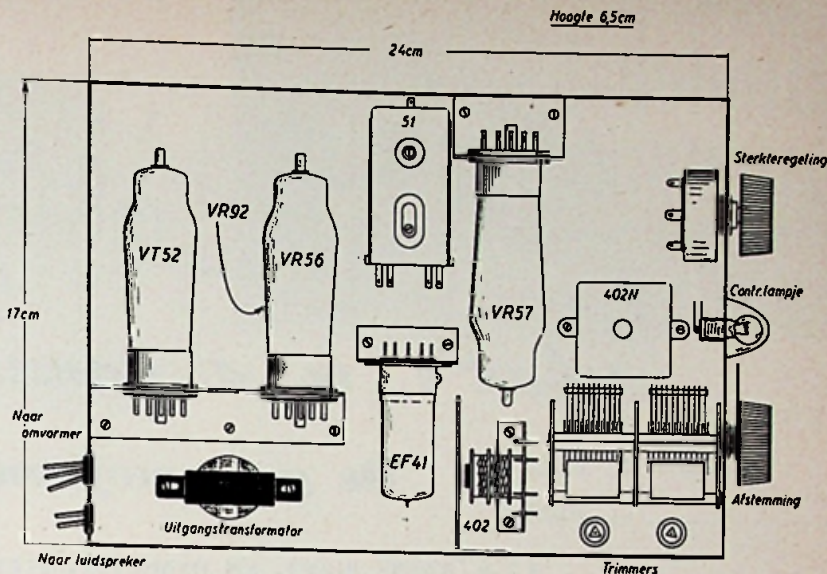 Hoogte 6,5cm
24cm
51
Sterkteregeling
VR92
VT52
VR56
402N
Contr.lampje
17cm
VR57
Naar
omvormer
EF41
402
Afstemming
Uitgangstransformator
Naar luidspreker
Trimmers